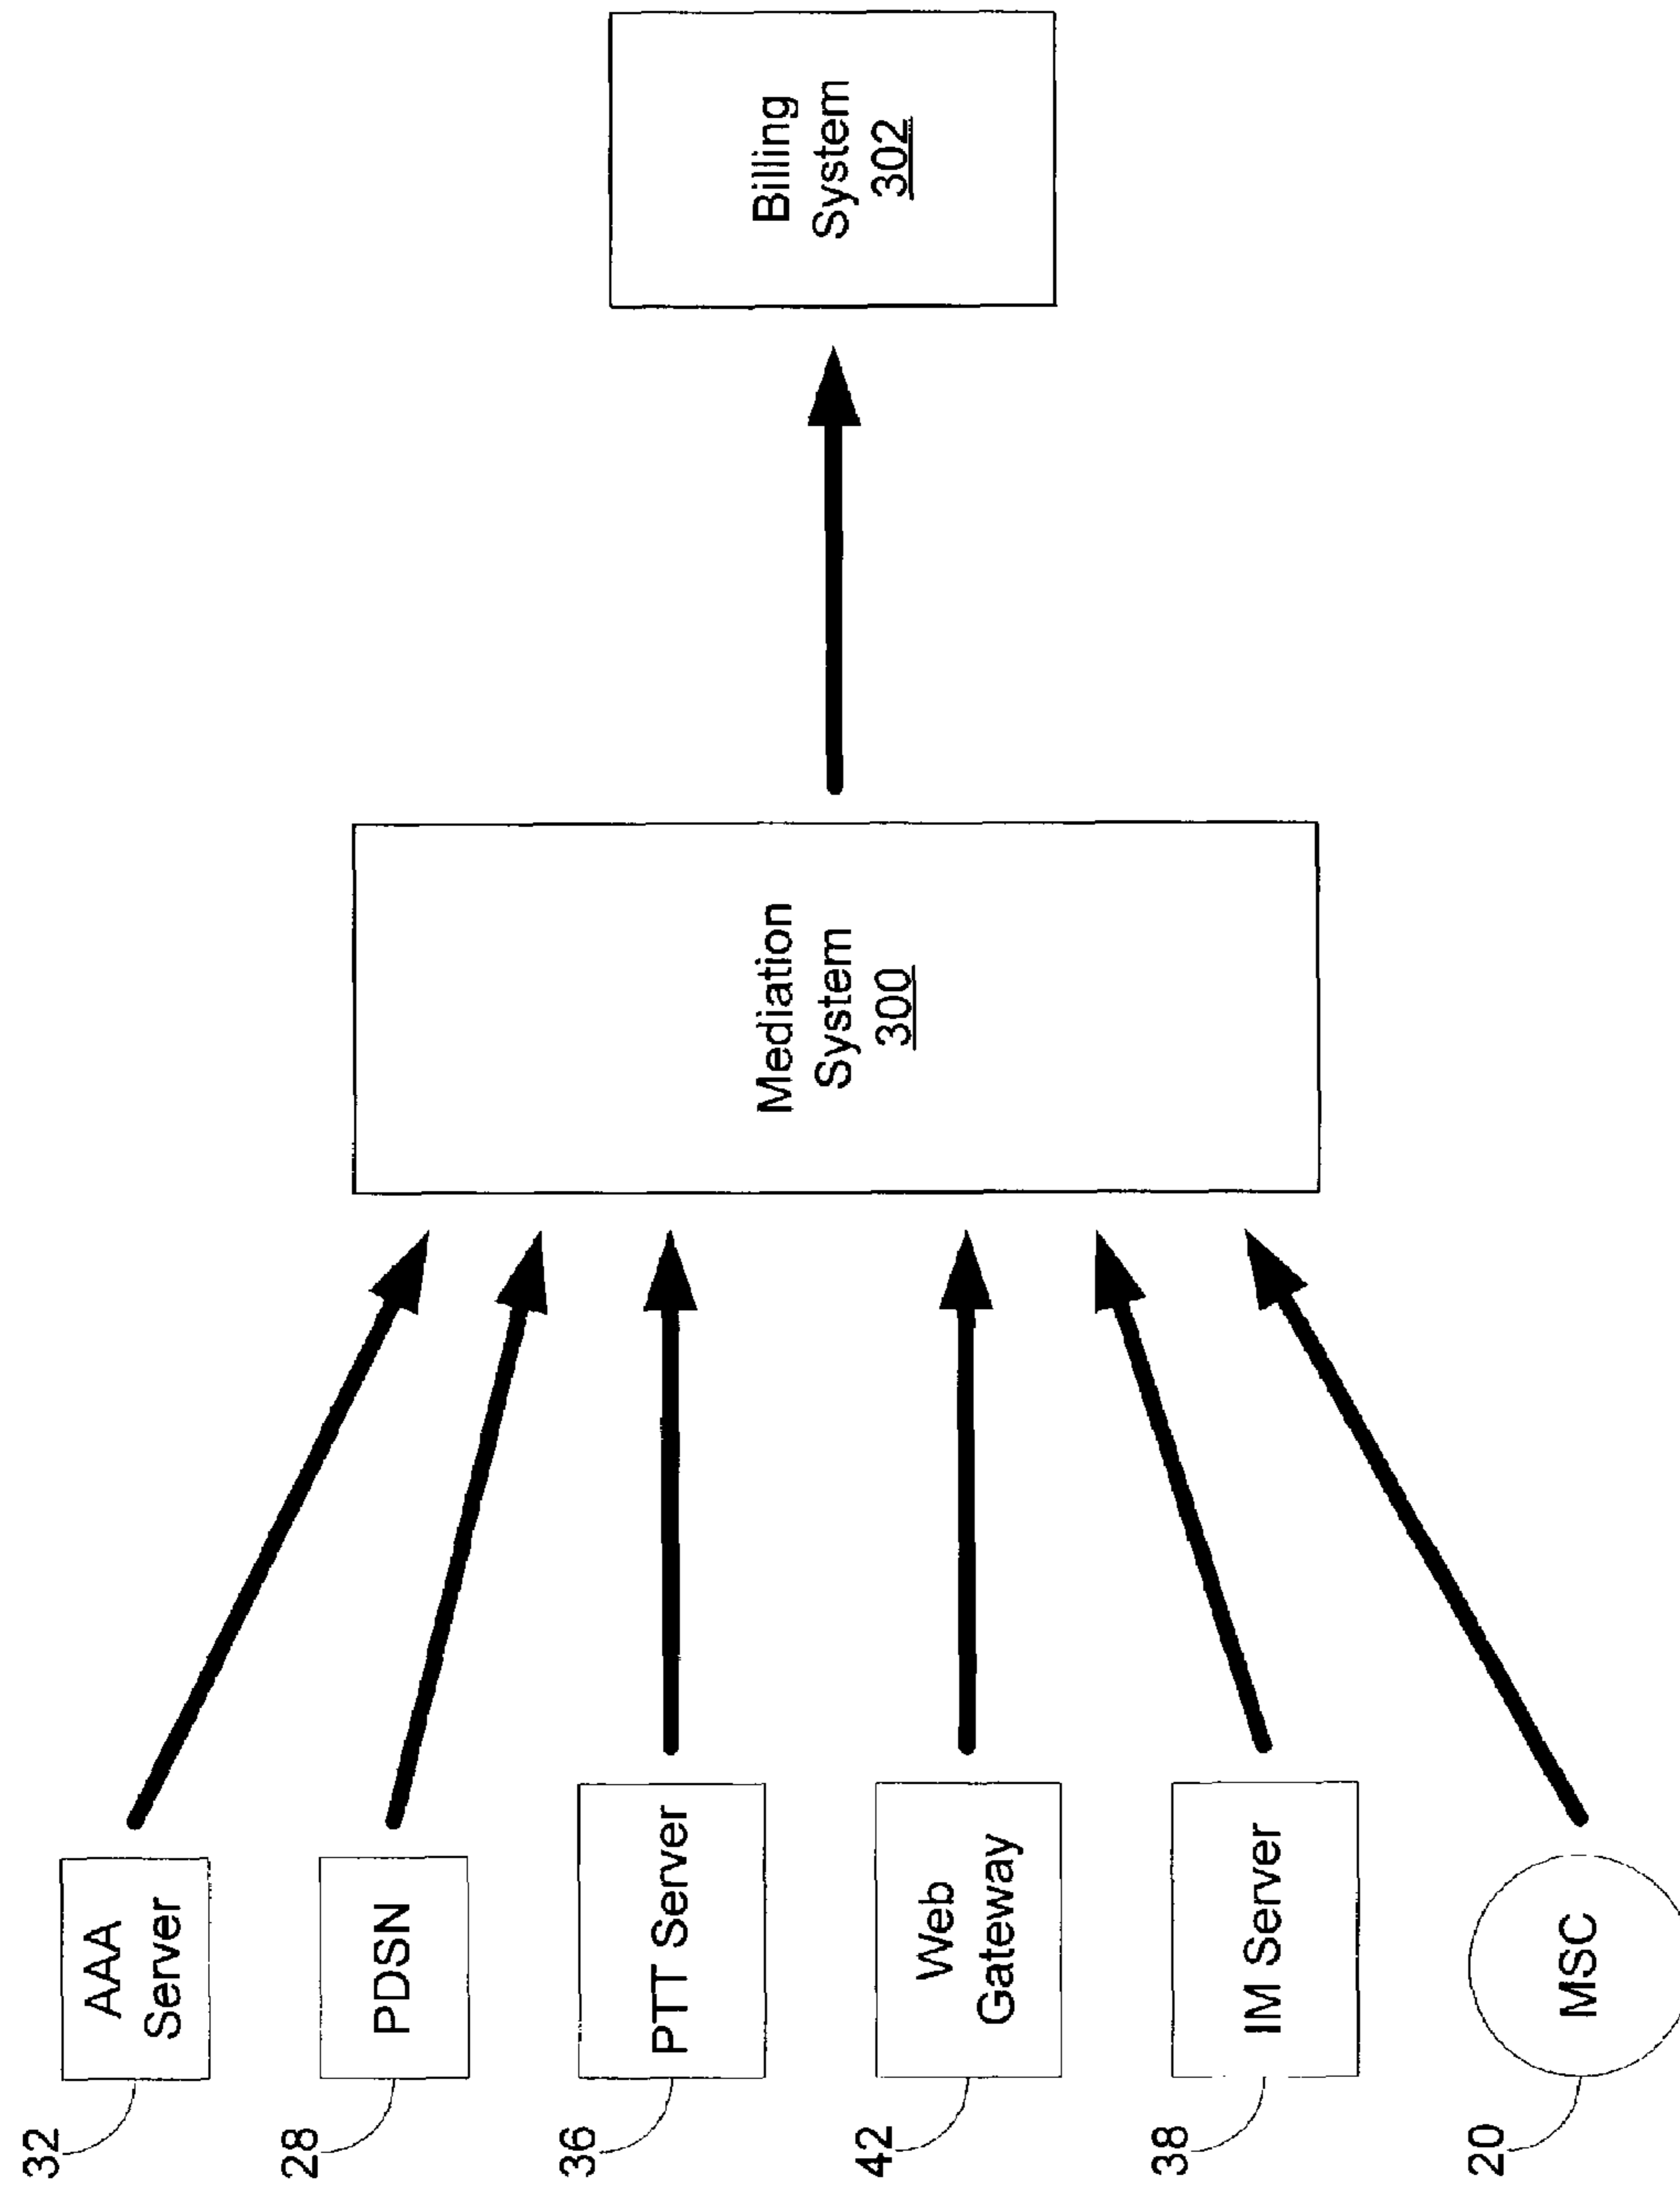 32
AAA
Server
28
PDSN
36
PTT Server
42
Web
Gateway
38
IM Server
20
MSC
Mediation
System
300
Billing
System
302